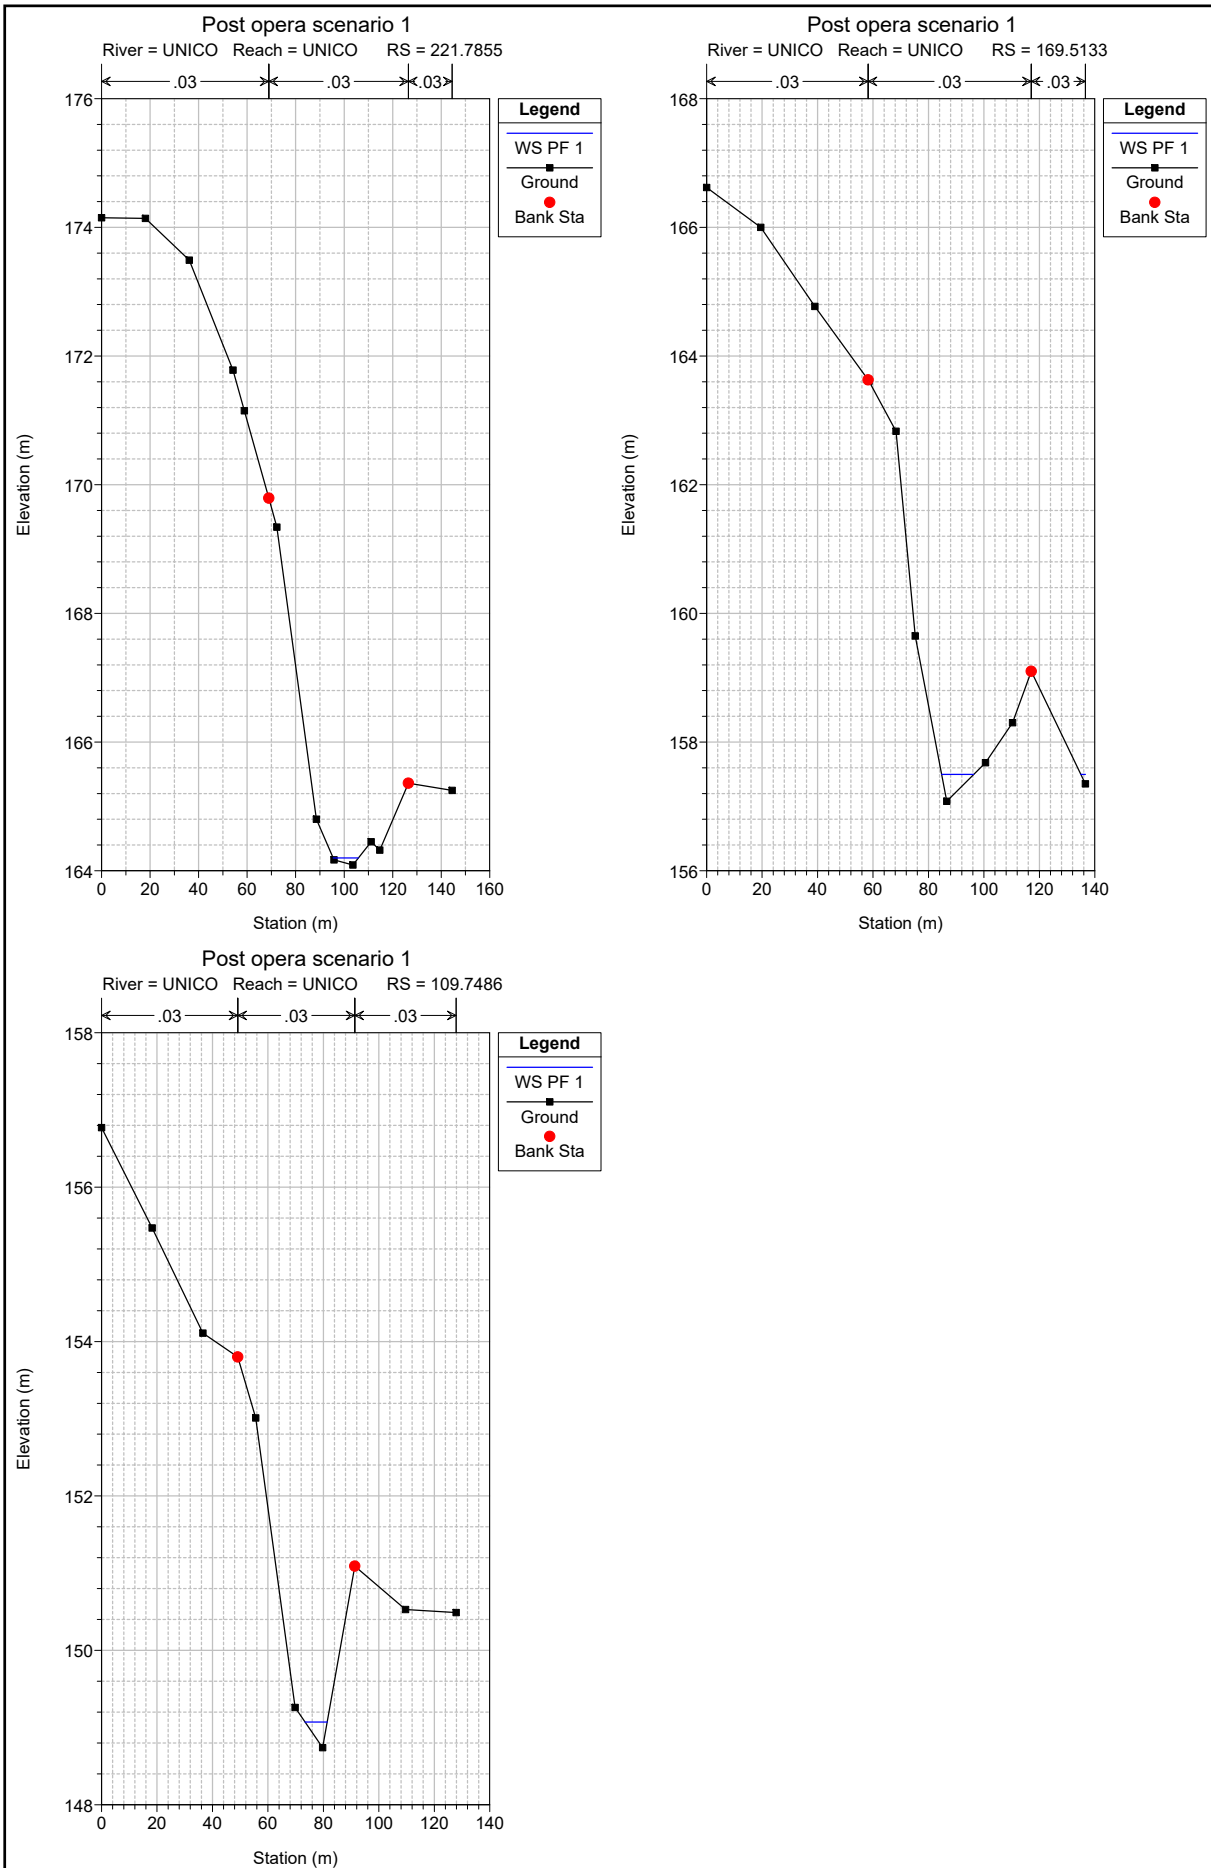 Post opera scenario 1
River = UNICO Reach = UNICO RS = 221.7855
.03 .03 .03
176
174
172
170
168
166
164
0 20 40 60 80 100 120 140 160
Station (m)
Elevation (m)
Legend
WS PF 1
Ground
Bank Sta
Post opera scenario 1
River = UNICO Reach = UNICO RS = 169.5133
.03 .03 .03
168
166
164
162
160
158
156
0 20 40 60 80 100 120 140
Station (m)
Elevation (m)
Legend
WS PF 1
Ground
Bank Sta
Post opera scenario 1
River = UNICO Reach = UNICO RS = 109.7486
.03 .03 .03
158
156
154
152
150
148
0 20 40 60 80 100 120 140
Station (m)
Elevation (m)
Legend
WS PF 1
Ground
Bank Sta